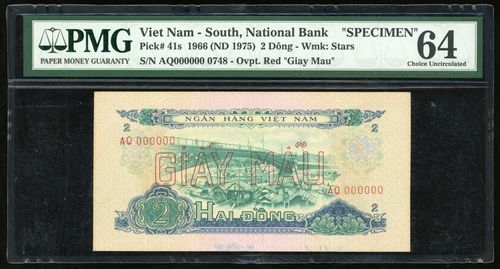 PMG
PAPER MONEY GUARANTY
Viet Nam - South, National Bank "SPECIMEN"
Pick# 41s 1966 (ND 1975) 2 Dông - Wmk: Stars
S/N AQ000000 0748 - Ovpt. Red "Giay Mau"
64
Choice Uncirculated
NGÂN HÀNG VIỆT NAM
2
2
AQ 000000
GIẤY MẪU
AQ 000000
2
HAI ĐỒNG
2